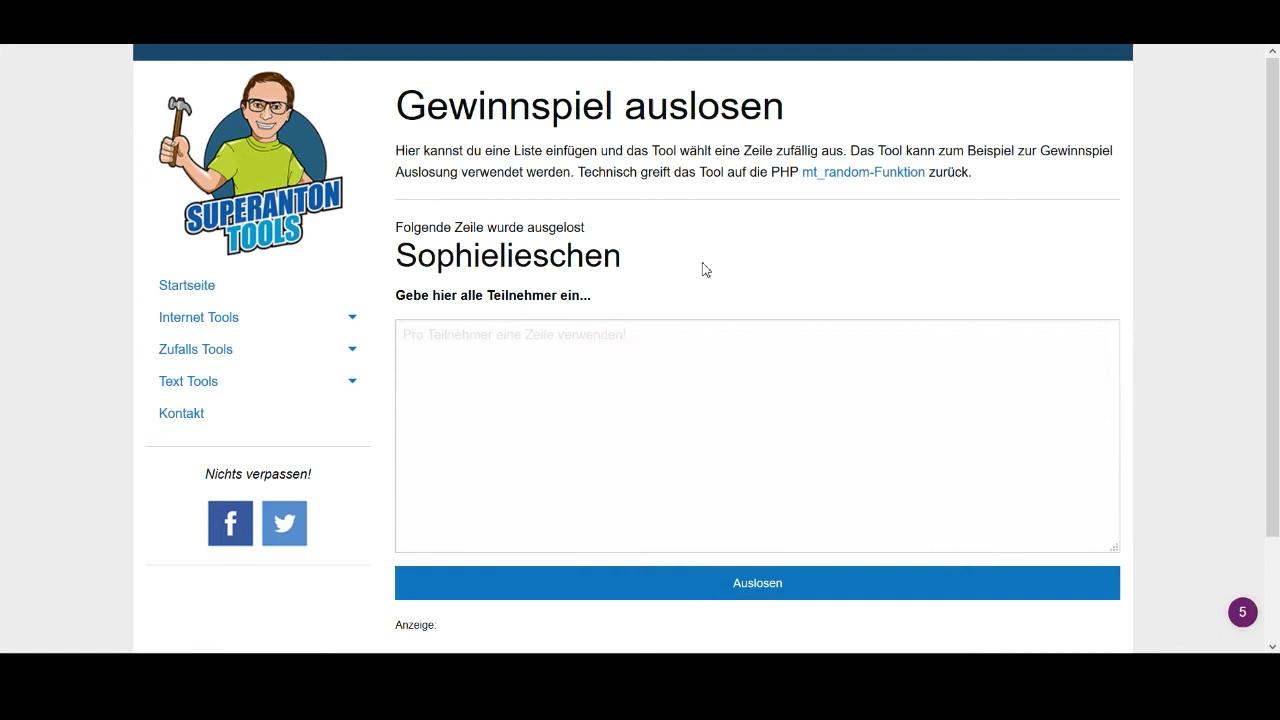 SUPERANTON
TOOLS
Startseite
Internet Tools
Zufalls Tools
Text Tools
Kontakt
Nichts verpassen!
f
Gewinnspiel auslosen
Hier kannst du eine Liste einfügen und das Tool wählt eine Zeile zufällig aus. Das Tool kann zum Beispiel zur Gewinnspiel
Auslosung verwendet werden. Technisch greift das Tool auf die PHP mt_random-Funktion zurück.
Folgende Zeile wurde ausgelost
Sophielieschen
Gebe hier alle Teilnehmer ein...
Pro Teilnehmer eine Zeile verwenden!
Auslosen
Anzeige:
5